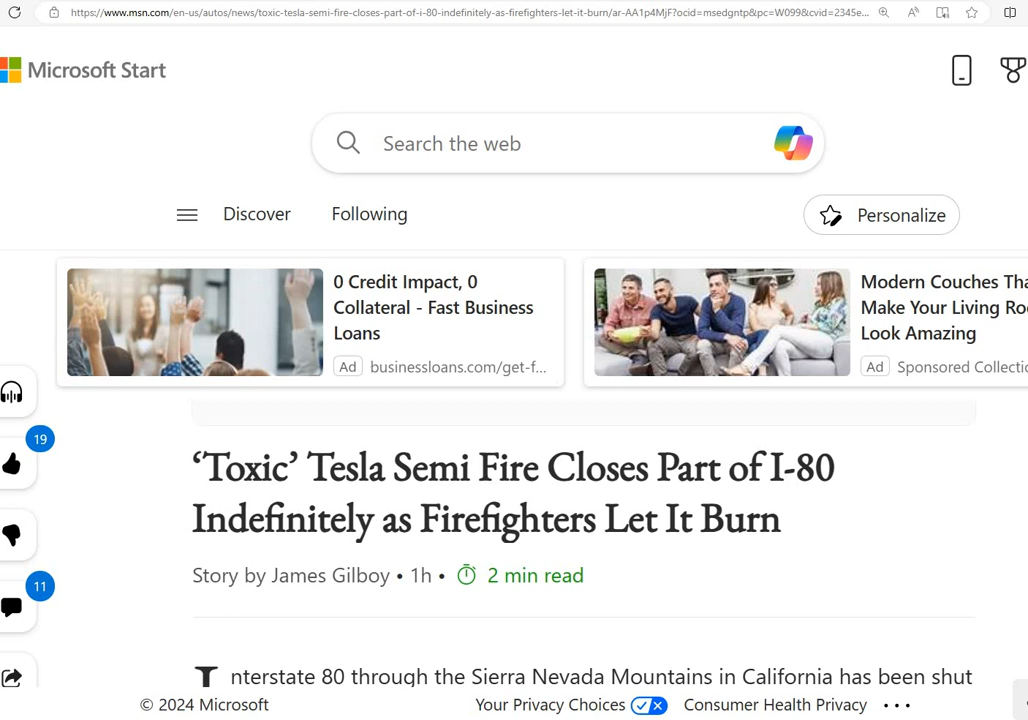 https://www.msn.com/en-us/autos/news/toxic-tesla-semi-fire-closes-part-of-i-80-indefinitely-as-firefighters-let-it-burn/ar-AA1p4MjF?ocid=msedgntp&pc=W099&cvid=2345e...
Microsoft Start
Search the web
Discover
Following
Personalize
0 Credit Impact, 0
Collateral - Fast Business
Loans
Ad businessloans.com/get-f...
Modern Couches Tha
Make Your Living Ro
Look Amazing
Ad Sponsored Collectio
19
‘Toxic’ Tesla Semi Fire Closes Part of I-80
Indefinitely as Firefighters Let It Burn
Story by James Gilboy • 1h • 2 min read
11
Interstate 80 through the Sierra Nevada Mountains in California has been shut
© 2024 Microsoft
Your Privacy Choices
Consumer Health Privacy